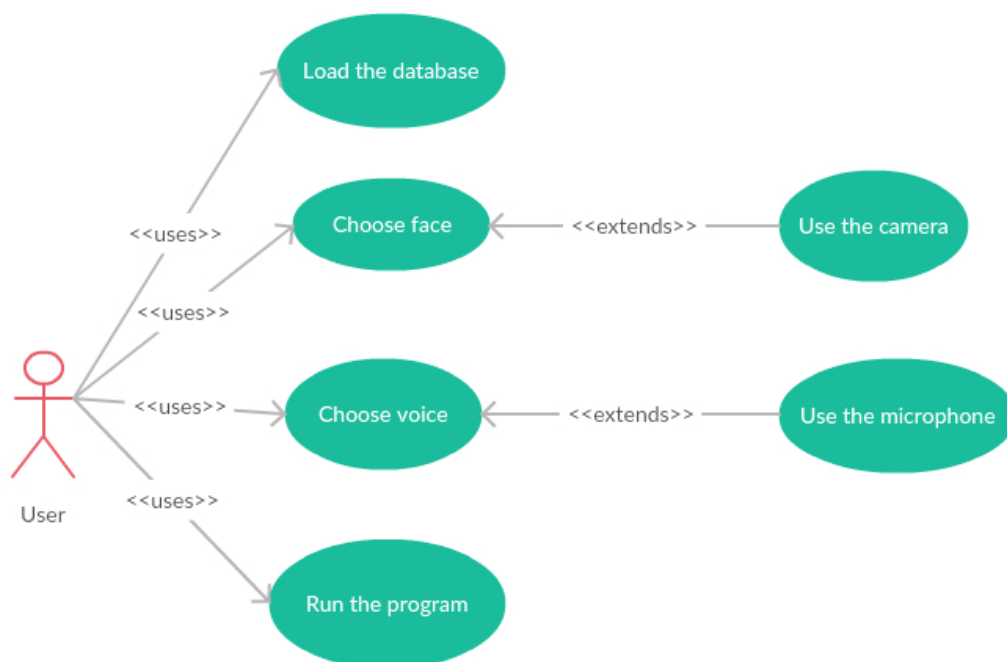 Load the database
<<uses>>
Choose face
<<extends>>
Use the camera
<<uses>>
<<uses>>
Choose voice
<<extends>>
Use the microphone
<<uses>>
User
Run the program